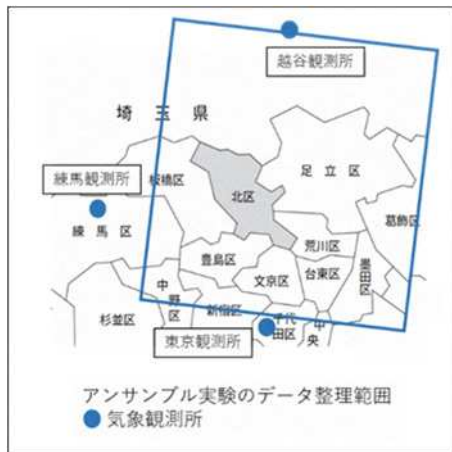 越谷観測所
埼 玉 県
足 立 区
練馬観測所
板橋区
北区
葛飾区
練 馬 区
荒川区
豊島区
墨田区
文京区
台東区
中野区
新宿区
杉並区
千代田区
中央
東京観測所
アンサンブル実験のデータ整理範囲
気象観測所